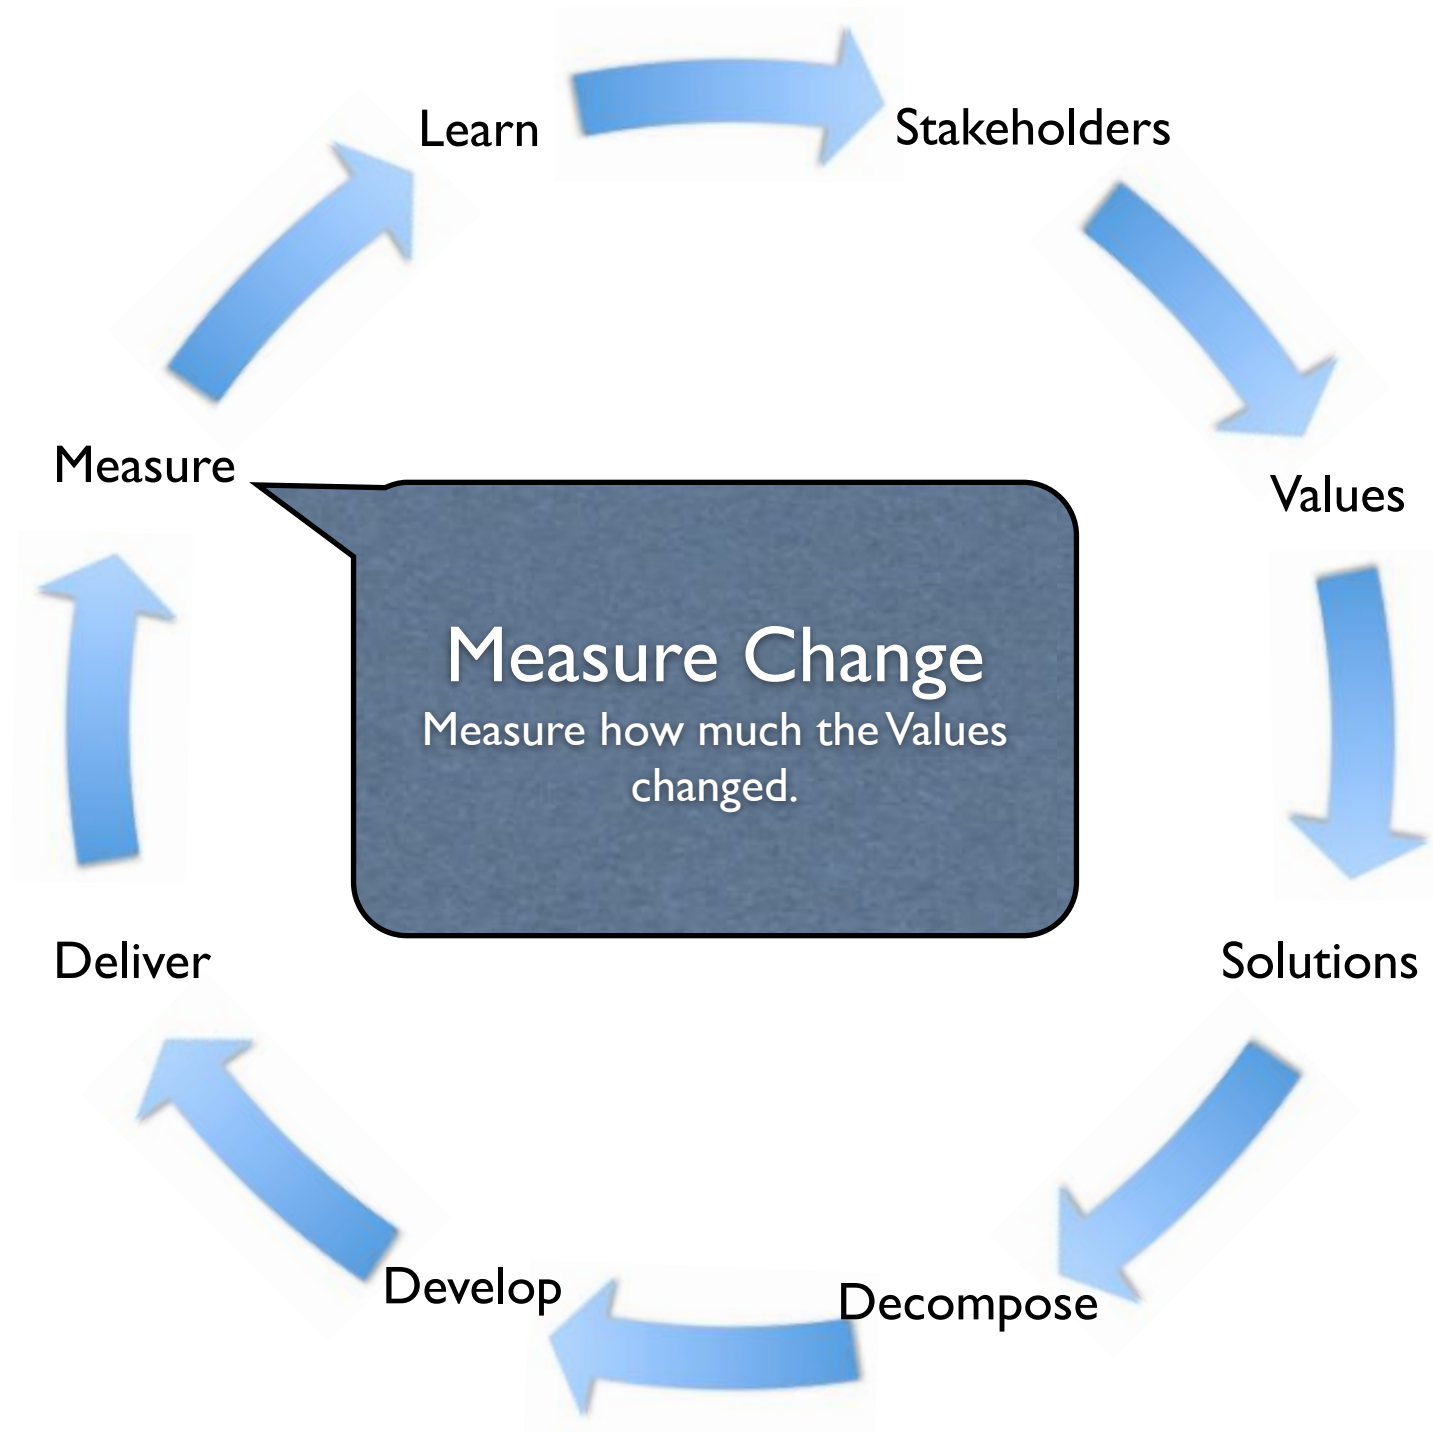 Learn
Stakeholders
Measure
Values
Measure Change
Measure how much the Values
changed.
Deliver
Solutions
Develop
Decompose